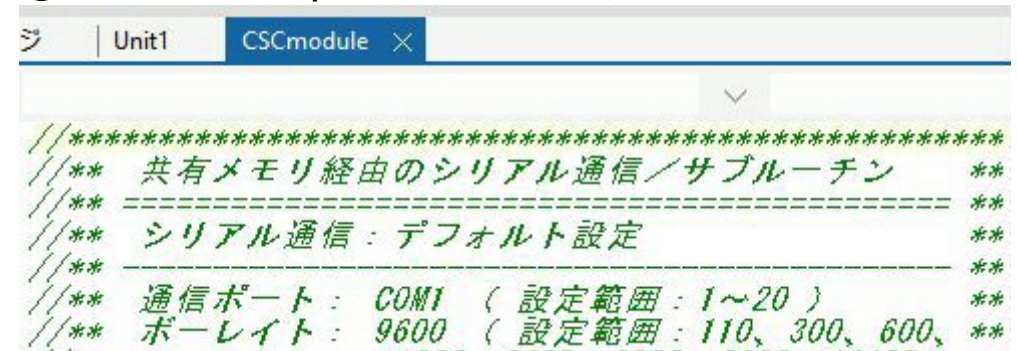 ジ | Unit1 CSCmodule ×
//****************************************************
//** 共有メモリ経由のシリアル通信／サブルーチン **
//** ============================================== **
//** シリアル通信：デフォルト設定 **
//** ---------------------------------------------- **
//** 通信ポート： COM1 （ 設定範囲：1～20 ） **
//** ボーレイト： 9600 （ 設定範囲：110、300、600、 **